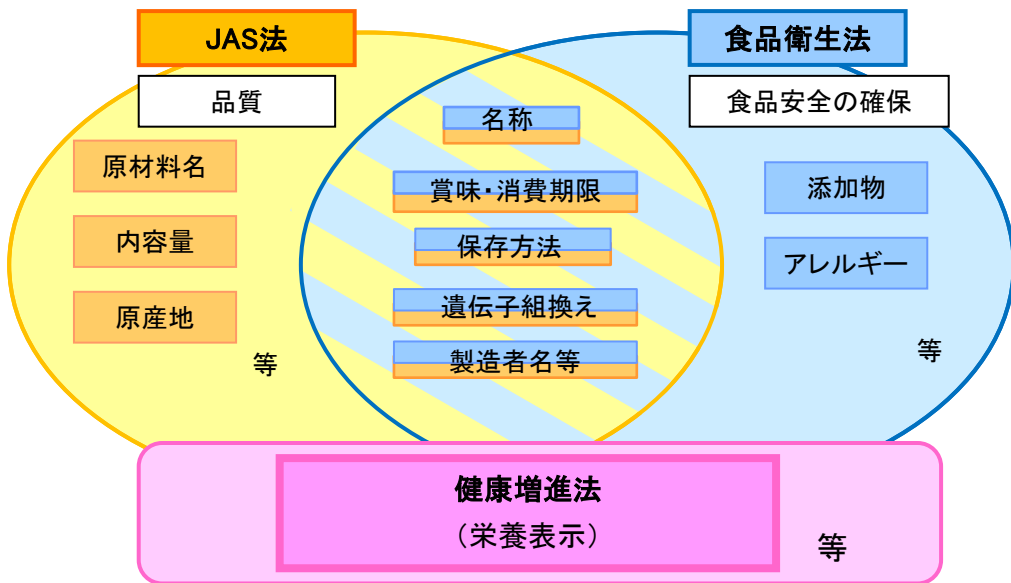 JAS法
品質
原材料名
内容量
原産地
等
名称
賞味・消費期限
保存方法
遺伝子組換え
製造者名等
食品衛生法
食品安全の確保
添加物
アレルギー
等
健康増進法
（栄養表示）
等